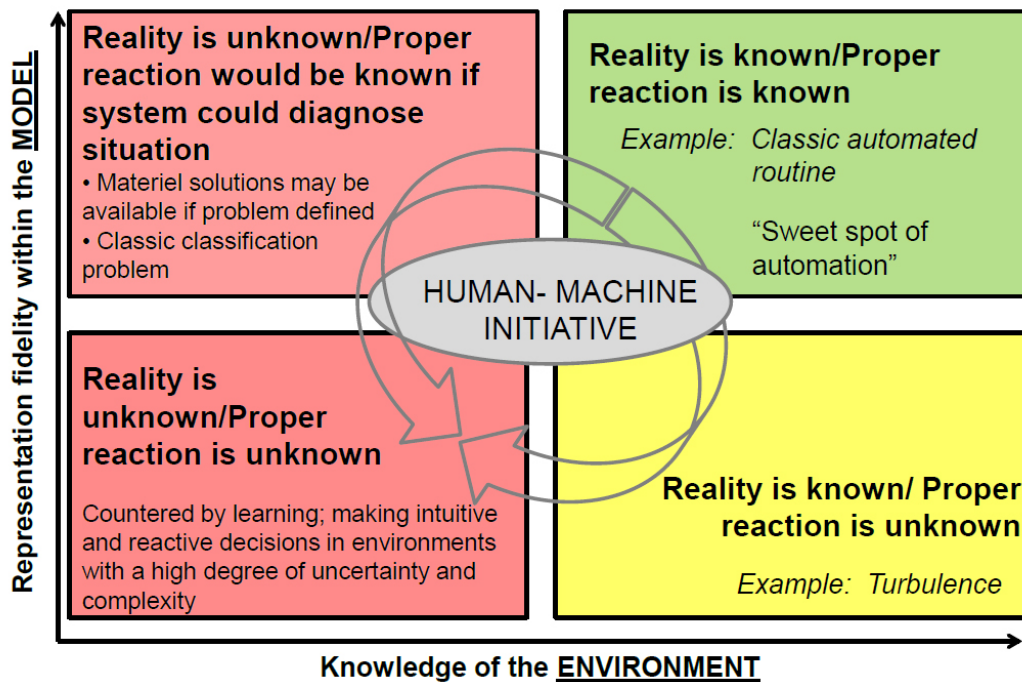 Representation fidelity within the MODEL
Reality is unknown/Proper
reaction would be known if
system could diagnose
situation
• Materiel solutions may be
available if problem defined
• Classic classification
problem
Reality is known/Proper
reaction is known
Example: Classic automated
routine
“Sweet spot of
automation”
HUMAN- MACHINE
INITIATIVE
Reality is
unknown/Proper
reaction is unknown
Countered by learning; making intuitive
and reactive decisions in environments
with a high degree of uncertainty and
complexity
Reality is known/ Proper
reaction is unknown
Example: Turbulence
Knowledge of the ENVIRONMENT